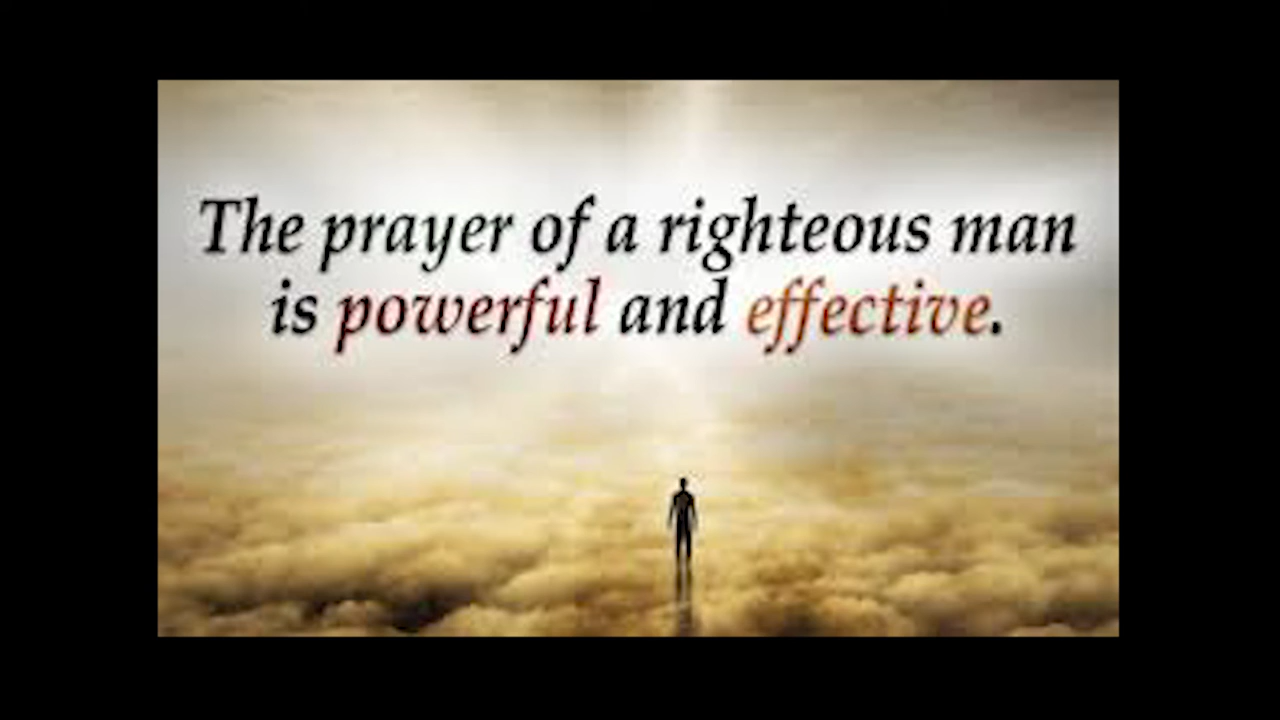 The prayer of a righteous man
is powerful and effective.